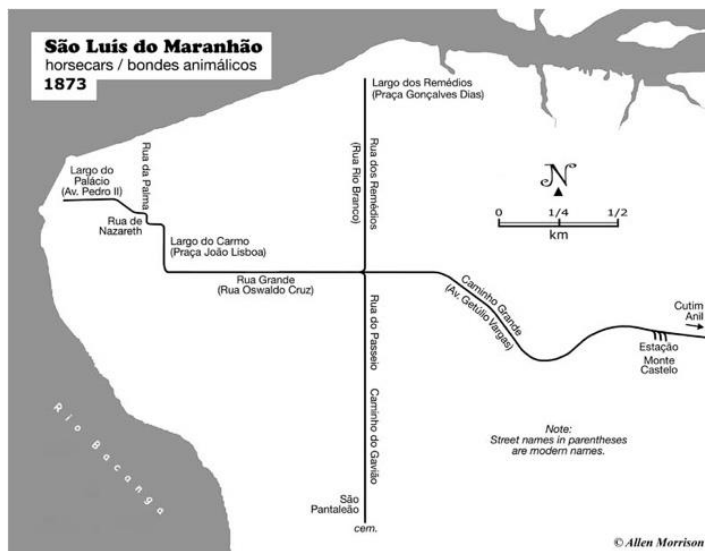 São Luís do Maranhão
horsecars / bondes animálicos
1873
Largo dos Remédios
(Praça Gonçalves Dias)
Rua dos Remédios
(Rua Rio Branco)
Rua da Palma
Largo do
Palácio
(Av. Pedro II)
Rua de
Nazareth
Largo do Carmo
(Praça João Lisboa)
N
0 1/4 1/2
km
Rua Grande
(Rua Oswaldo Cruz)
Caminho Grande
(Av. Getúlio Vargas)
Cutim
Anil
Estação
Monte
Castelo
Rua do Passeio
Caminho do Gavião
Rio Bacanga
Note:
Street names in parentheses
are modern names.
São
Pantaleão
cem.
© Allen Morrison